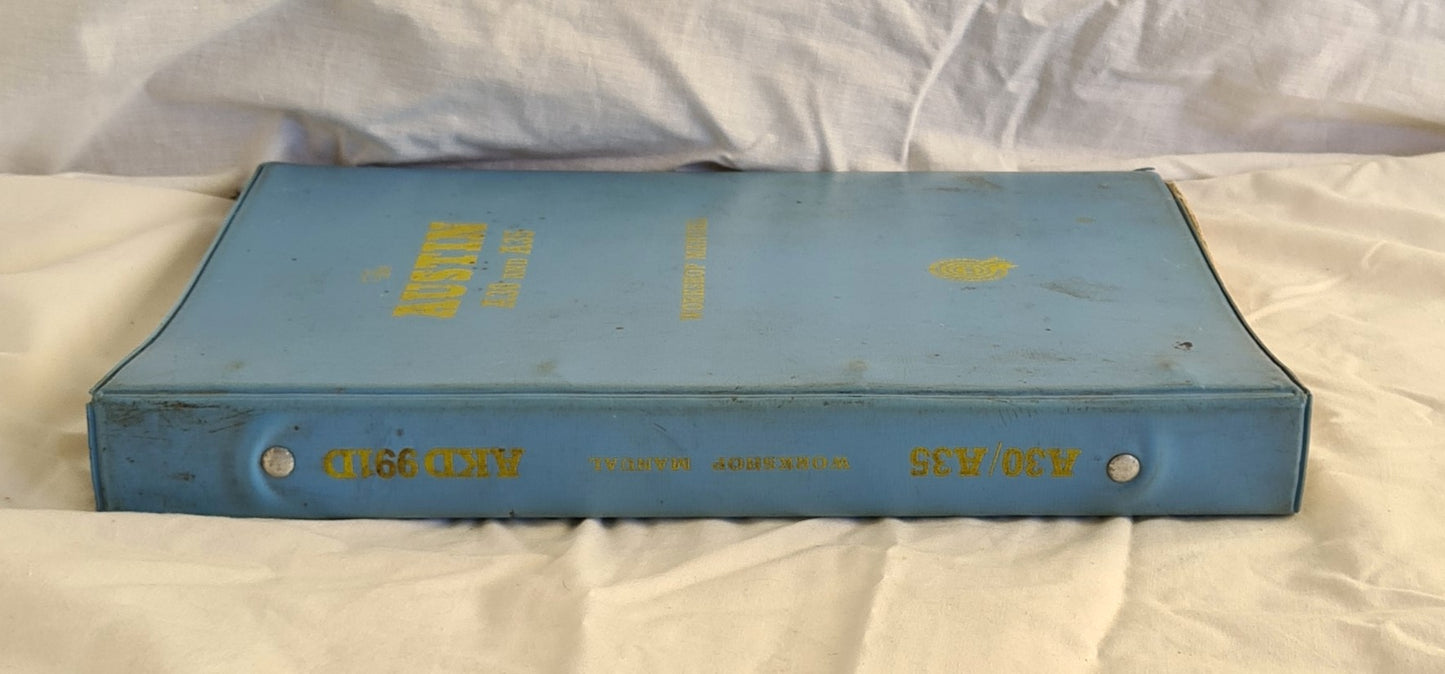 AUSTIN
A30 AND A35
WORKSHOP MANUAL
A30/A35
WORKSHOP MANUAL
AKD 991D